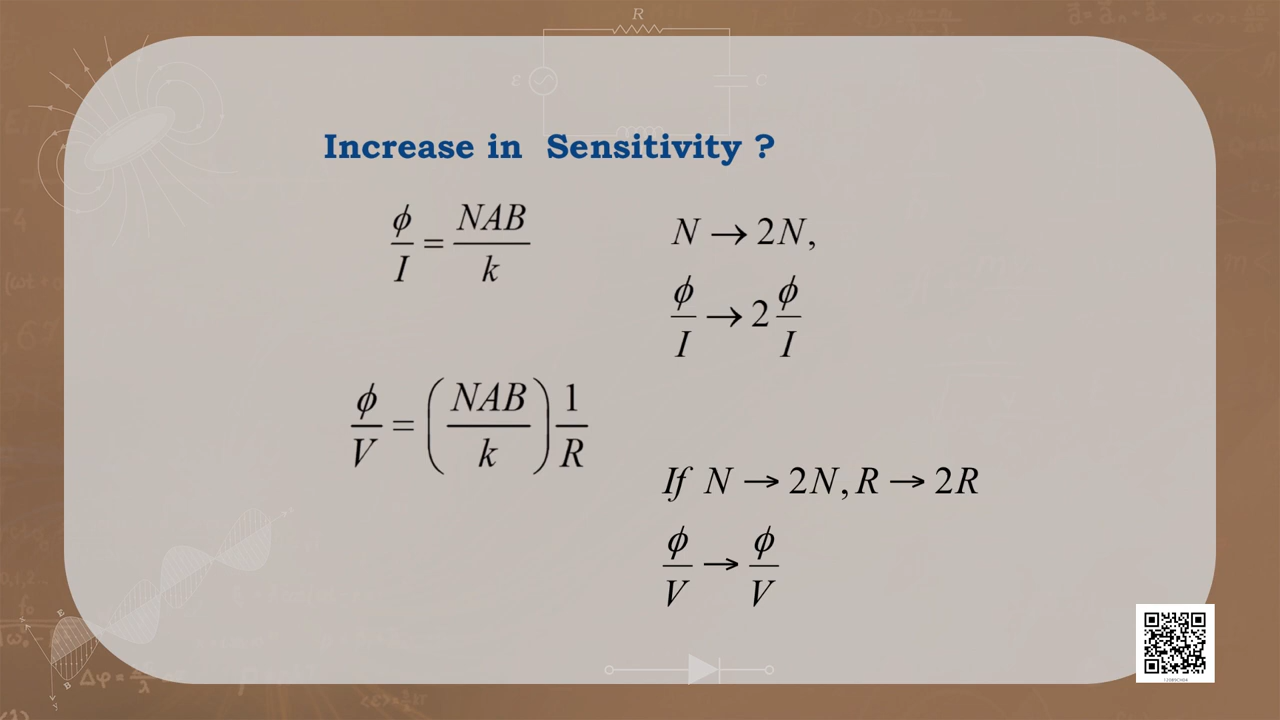 R
ε
C
Increase in Sensitivity ?
ϕ/I = NAB/k
N → 2N,
ϕ/I → 2 ϕ/I
ϕ/V = (NAB/k) 1/R
If N → 2N, R → 2R
ϕ/V → ϕ/V
E
B